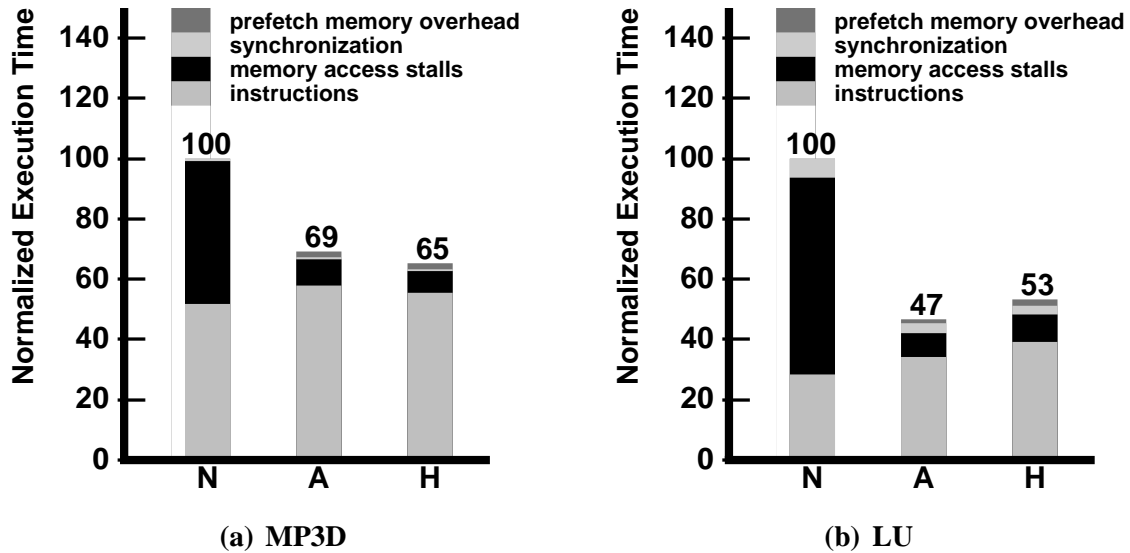 Normalized Execution Time
140
120
100
80
60
40
20
0
prefetch memory overhead
synchronization
memory access stalls
instructions
100
69
65
N A H
(a) MP3D
Normalized Execution Time
140
120
100
80
60
40
20
0
prefetch memory overhead
synchronization
memory access stalls
instructions
100
47
53
N A H
(b) LU